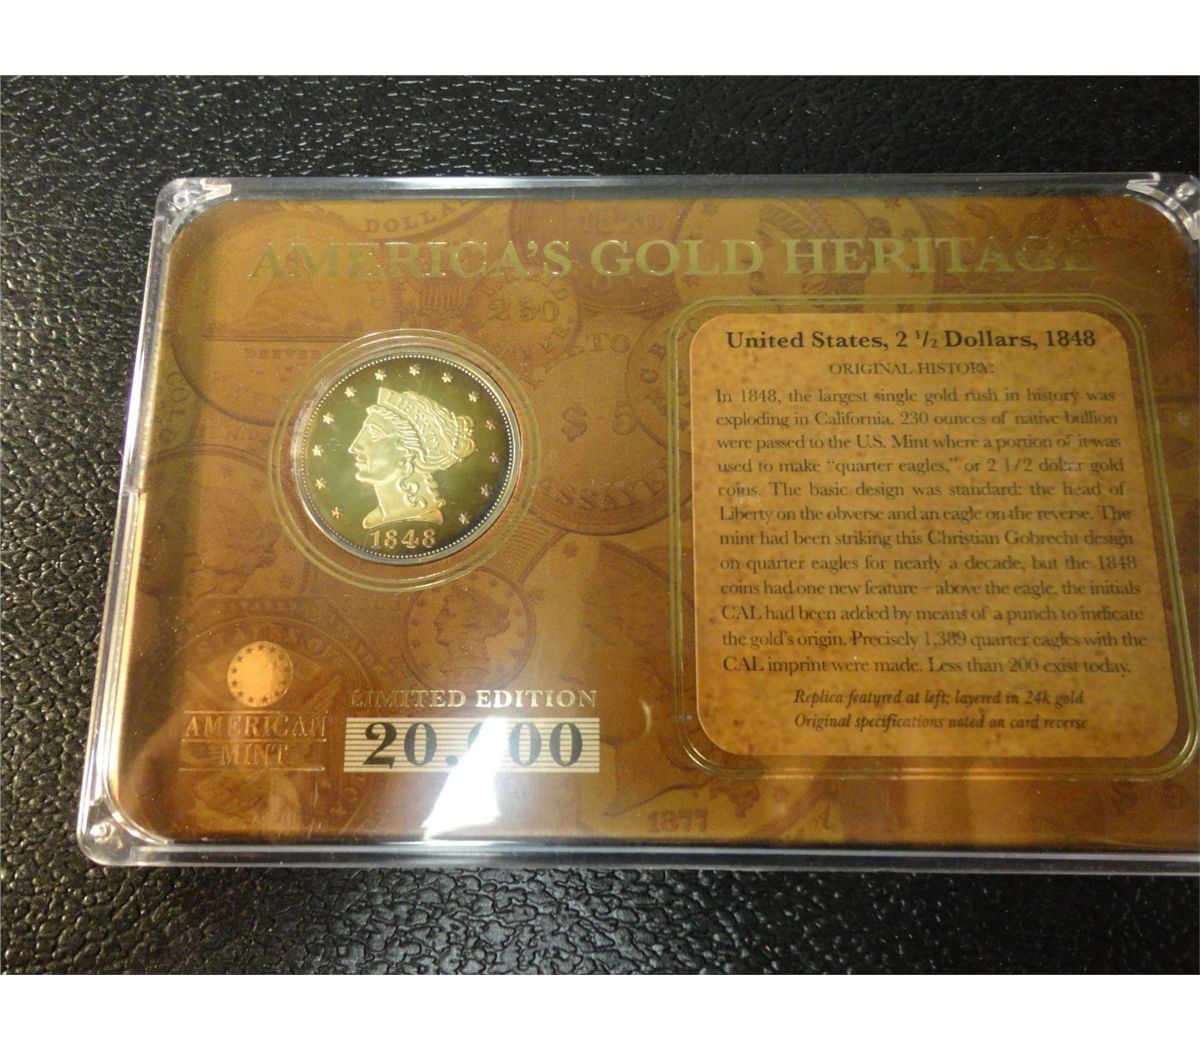 AMERICA'S GOLD HERITAGE
1848
AMERICAN
MINT
LIMITED EDITION
United States, 2 ½ Dollars, 1848
ORIGINAL HISTORY:
In 1848, the largest single gold rush in history was
exploding in California. 230 ounces of native bullion
were passed to the U.S. Mint where a portion of it was
used to make "quarter eagles," or 2 1/2 dollar gold
coins. The basic design was standard: the head of
Liberty on the obverse and an eagle on the reverse. The
mint had been striking this Christian Gobrecht design
on quarter eagles for nearly a decade, but the 1848
coins had one new feature – above the eagle, the initials
CAL had been added by means of a punch to indicate
the gold's origin. Precisely 1,389 quarter eagles with the
CAL imprint were made. Less than 200 exist today.
Replica featured at left; layered in 24k gold
Original specifications noted on card reverse
DOLLAR
250
DENVER
$ 5
1877